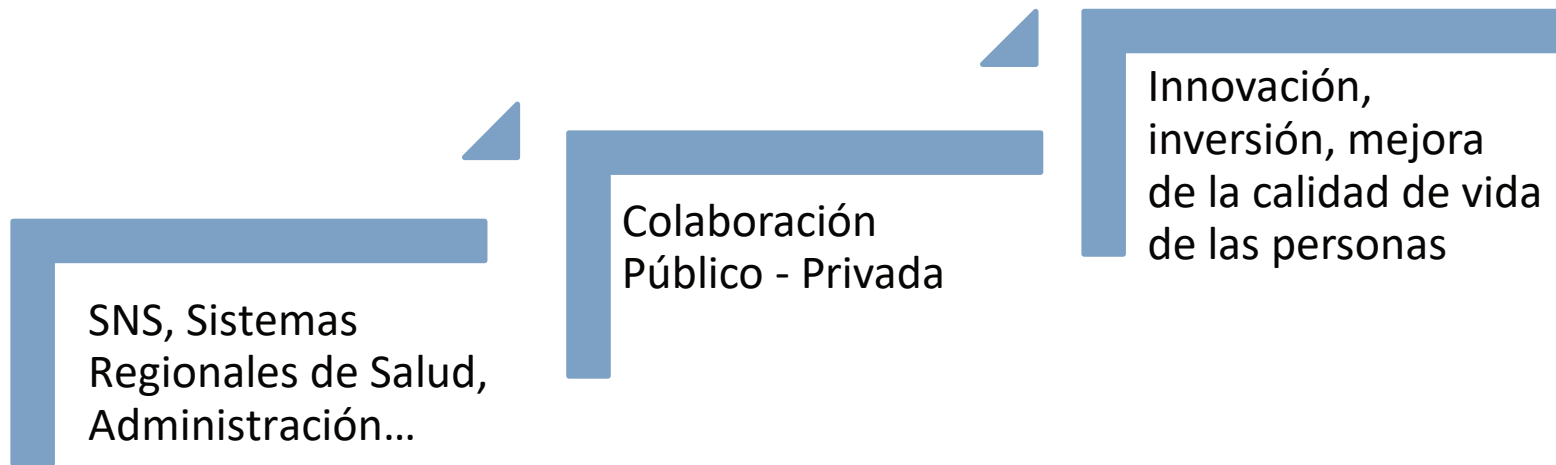 SNS, Sistemas
Regionales de Salud,
Administración...
Colaboración
Público - Privada
Innovación,
inversión, mejora
de la calidad de vida
de las personas